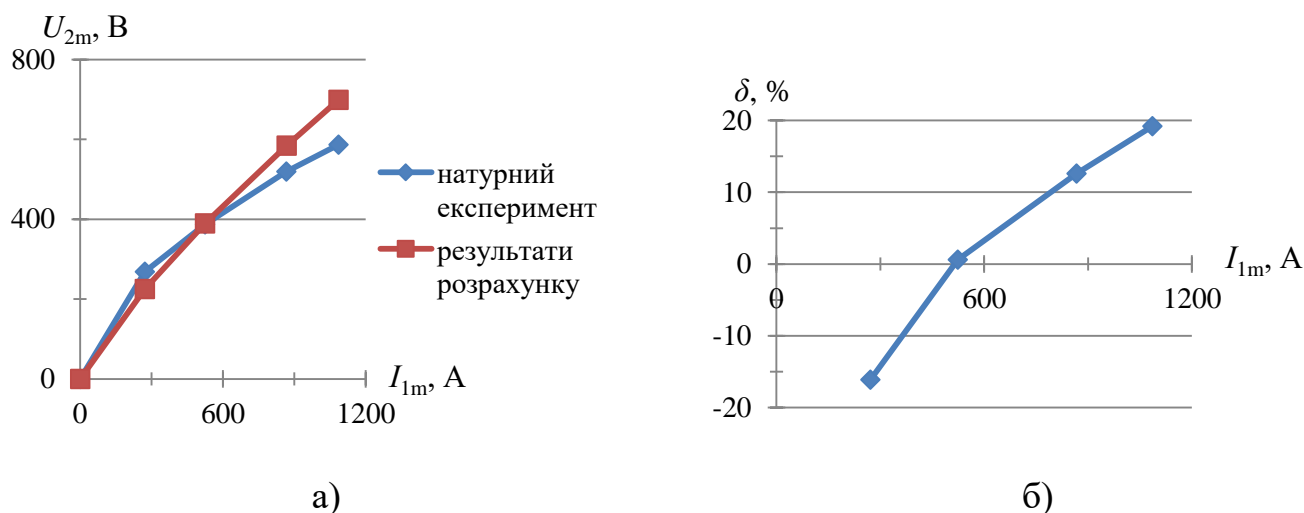 U2m, В
800
400
0
0
600
1200
I1m, А
натурний
експеримент
результати
розрахунку
а)
δ, %
20
10
0
-10
-20
0
600
1200
I1m, А
б)